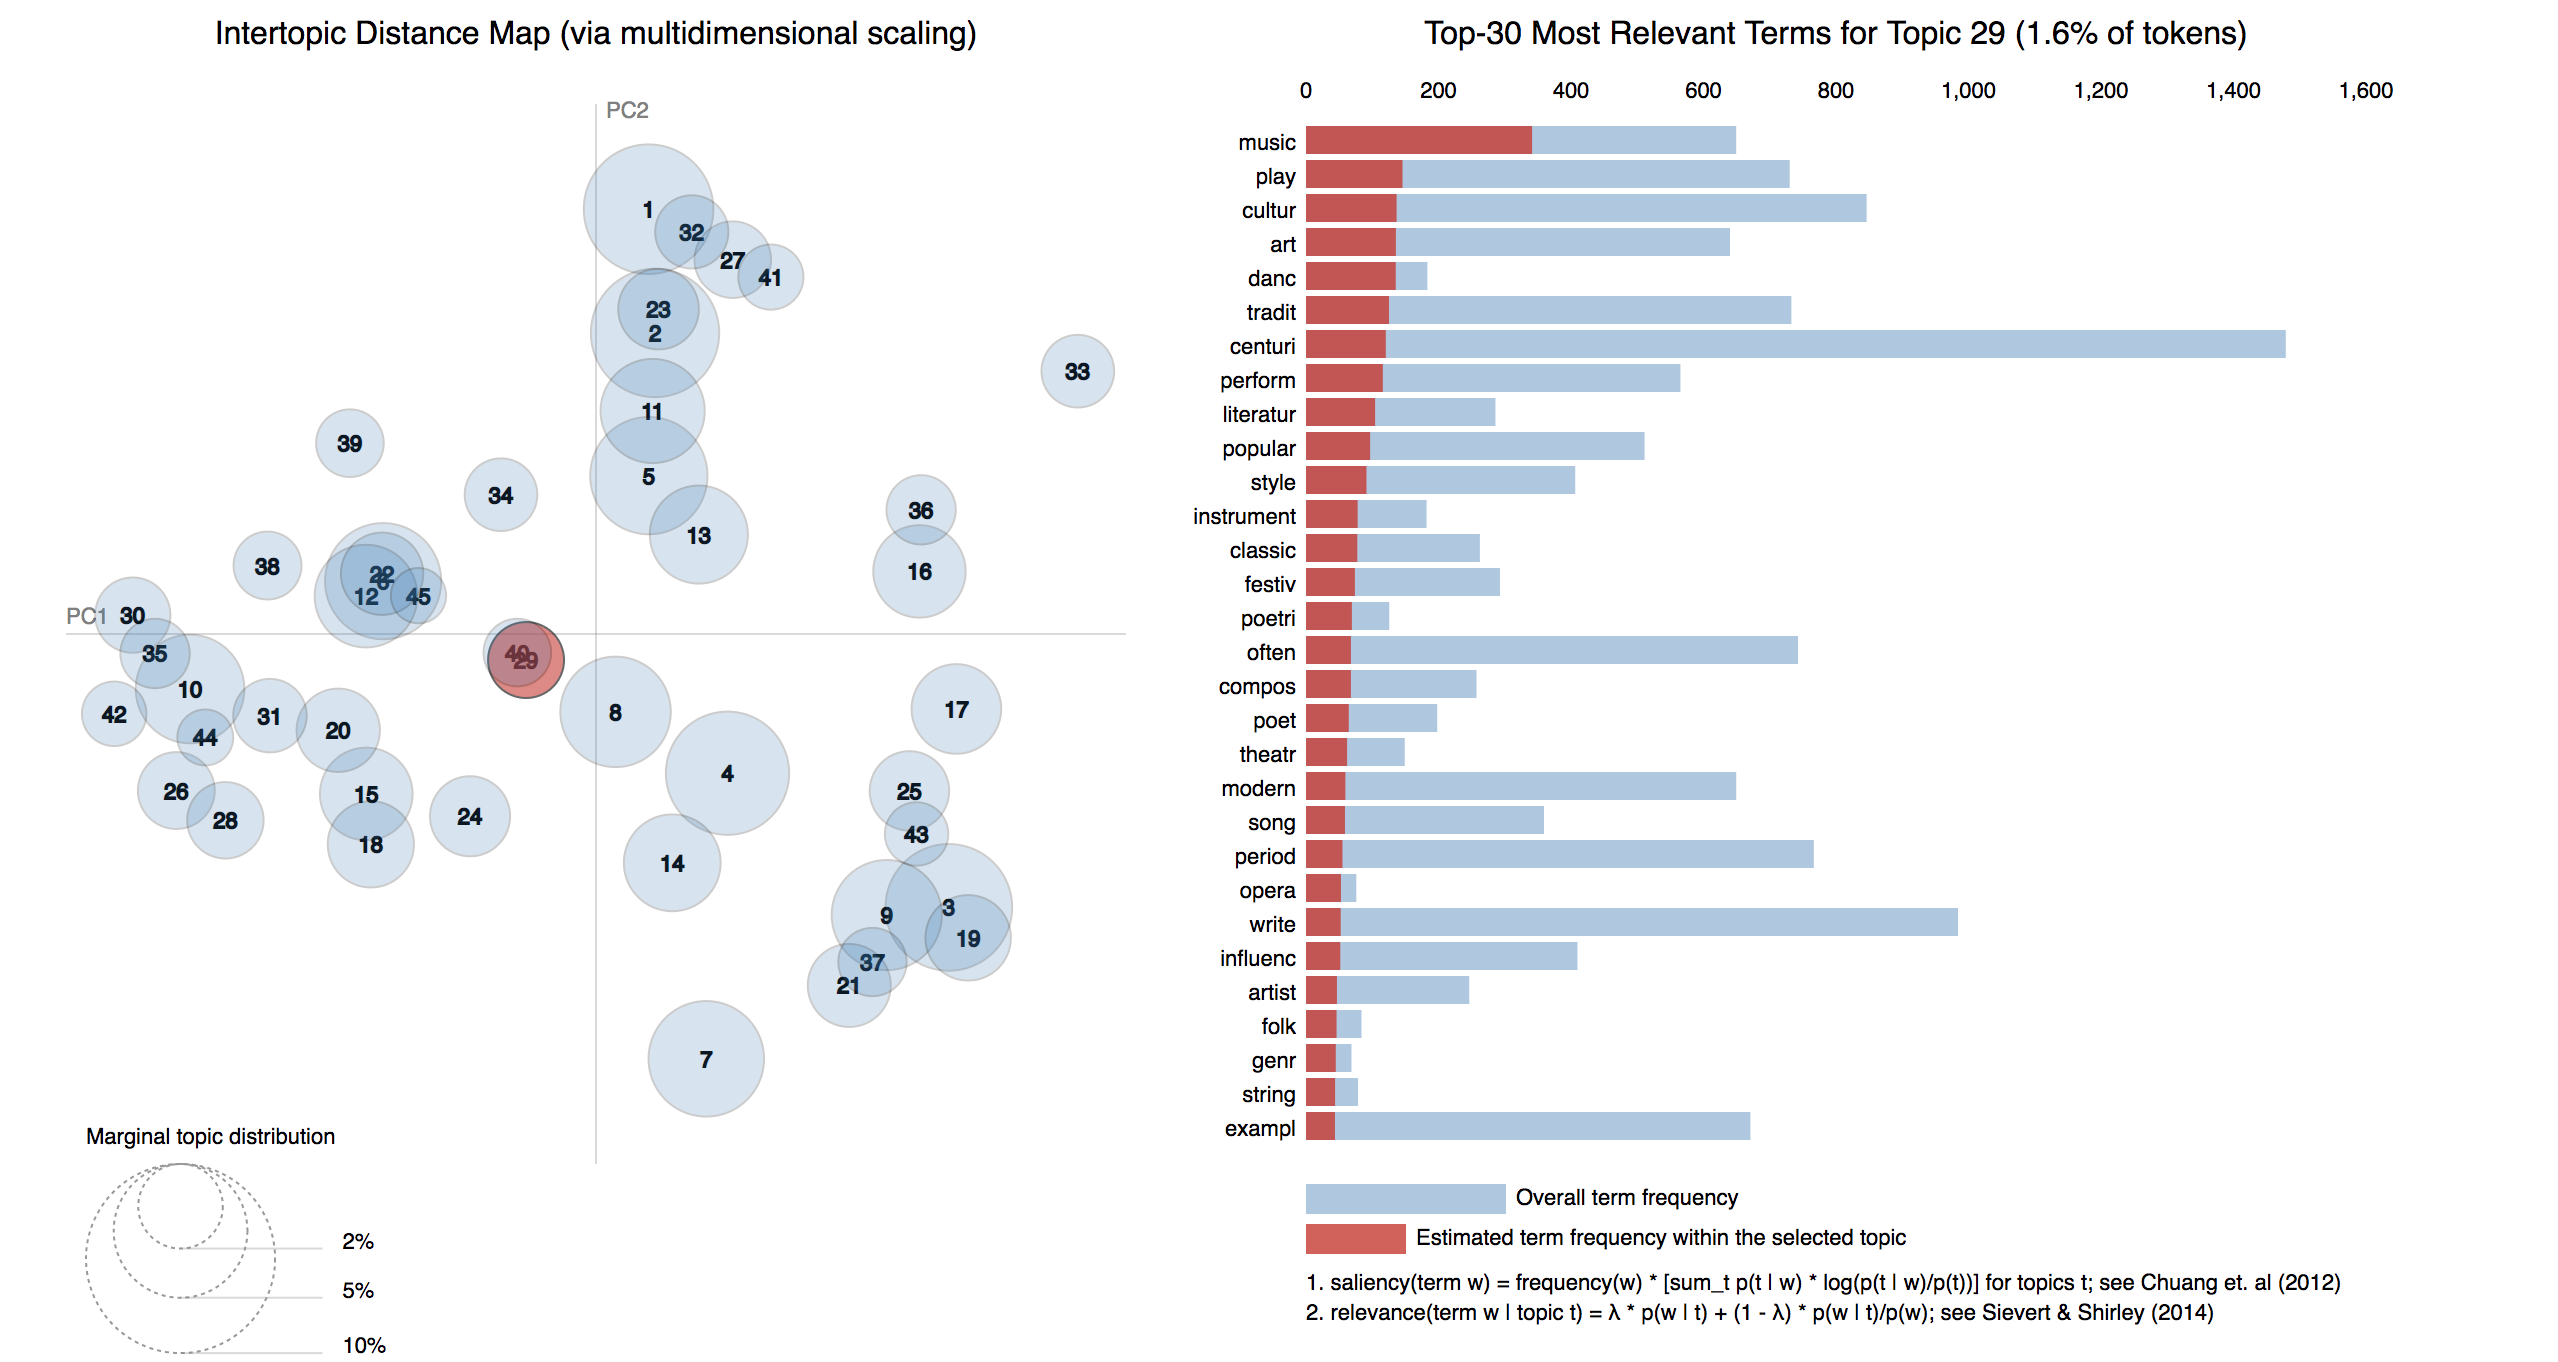 Intertopic Distance Map (via multidimensional scaling)
PC2
PC1
1
32
27
41
23
2
33
11
39
5
34
36
13
38
16
22
6
12
45
30
35
40
29
10
8
17
42
31
44
20
4
26
25
15
28
24
43
18
14
3
9
19
37
21
7
Marginal topic distribution
2%
5%
10%
Top-30 Most Relevant Terms for Topic 29 (1.6% of tokens)
0 200 400 600 800 1,000 1,200 1,400 1,600
music
play
cultur
art
danc
tradit
centuri
perform
literatur
popular
style
instrument
classic
festiv
poetri
often
compos
poet
theatr
modern
song
period
opera
write
influenc
artist
folk
genr
string
exampl
Overall term frequency
Estimated term frequency within the selected topic
1. saliency(term w) = frequency(w) * [sum_t p(t | w) * log(p(t | w)/p(t))] for topics t; see Chuang et. al (2012)
2. relevance(term w | topic t) = λ * p(w | t) + (1 - λ) * p(w | t)/p(w); see Sievert & Shirley (2014)